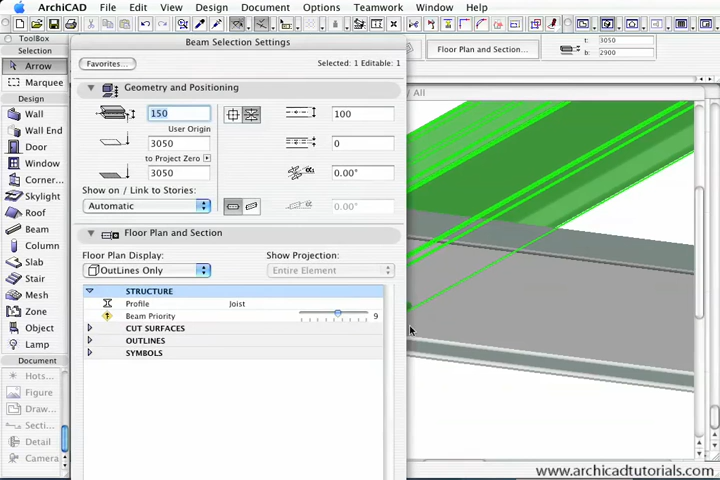 ArchiCAD File Edit View Design Document Options Teamwork Window Help
ToolBox
Selection
Arrow
Marquee
Design
Wall
Wall End
Door
Window
Corner...
Skylight
Roof
Beam
Column
Slab
Stair
Mesh
Zone
Object
Lamp
Document
Hots...
Figure
Draw...
Secti...
Detail
Camera
Beam Selection Settings
Favorites...
Selected: 1 Editable: 1
Geometry and Positioning
150
100
User Origin
3050
0
to Project Zero
3050
0.00°
Show on / Link to Stories:
Automatic
0.00°
Floor Plan and Section
Floor Plan Display:
Show Projection:
OutLines Only
Entire Element
STRUCTURE
Profile Joist
Beam Priority 9
CUT SURFACES
OUTLINES
SYMBOLS
Floor Plan and Section...
t: 3050
b: 2900
/ All
www.archicadtutorials.com